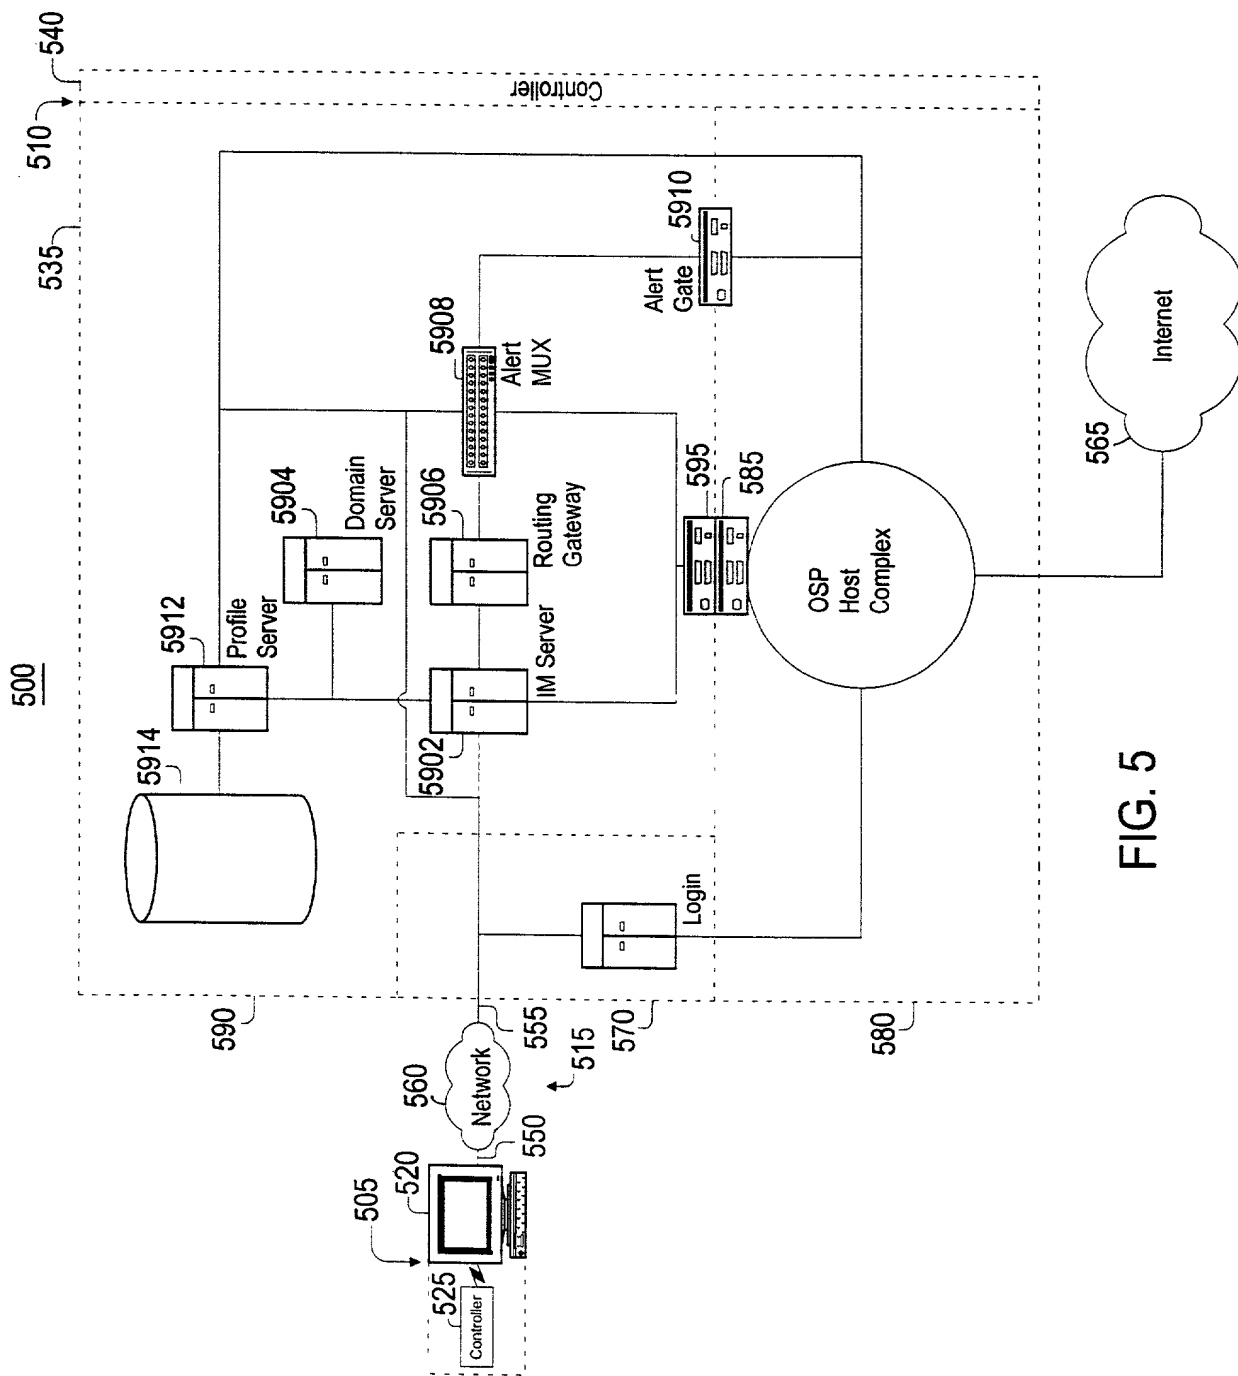 500
535
510
540
Controller
5914
5912
Profile
Server
5904
Domain
Server
5902
IM Server
5906
Routing
Gateway
5908
Alert
MUX
5910
Alert
Gate
595
585
OSP
Host
Complex
Login
590
570
580
555
515
560
Network
550
520
505
525
Controller
565
Internet
FIG. 5